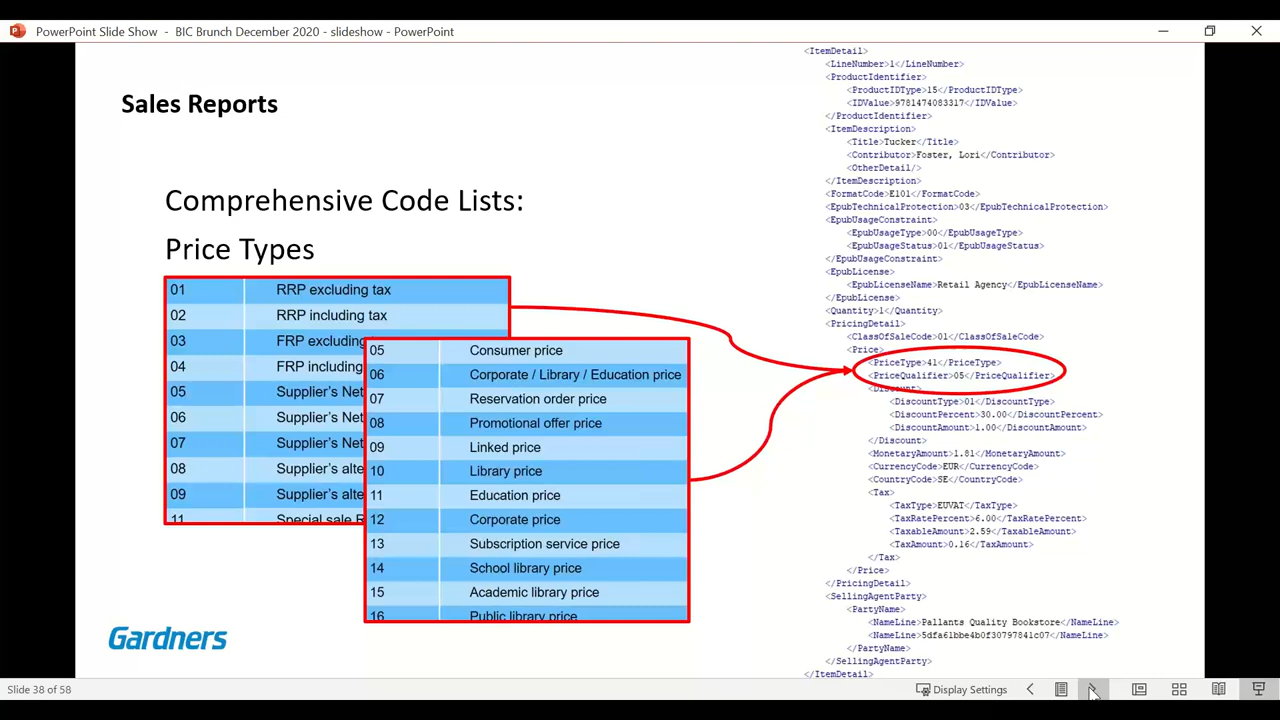 PowerPoint Slide Show - BIC Brunch December 2020 - slideshow - PowerPoint
Sales Reports
Comprehensive Code Lists:
Price Types
01 RRP excluding tax
02 RRP including tax
03 FRP excluding
04 FRP including
05 Supplier's Net
06 Supplier's Net
07 Supplier's Net
08 Supplier's alte
09 Supplier's alte
11 Special sale R
05 Consumer price
06 Corporate / Library / Education price
07 Reservation order price
08 Promotional offer price
09 Linked price
10 Library price
11 Education price
12 Corporate price
13 Subscription service price
14 School library price
15 Academic library price
16 Public library price
<ItemDetail>
<LineNumber>1</LineNumber>
<ProductIdentifier>
<ProductIDType>15</ProductIDType>
<IDValue>9781474083317</IDValue>
</ProductIdentifier>
<ItemDescription>
<Title>Tucker</Title>
<Contributor>Foster, Lori</Contributor>
<OtherDetail/>
</ItemDescription>
<FormatCode>E101</FormatCode>
<EpubTechnicalProtection>03</EpubTechnicalProtection>
<EpubUsageConstraint>
<EpubUsageType>00</EpubUsageType>
<EpubUsageStatus>01</EpubUsageStatus>
</EpubUsageConstraint>
<EpubLicense>
<EpubLicenseName>Retail Agency</EpubLicenseName>
</EpubLicense>
<Quantity>1</Quantity>
<PricingDetail>
<ClassOfSaleCode>01</ClassOfSaleCode>
<Price>
<PriceType>41</PriceType>
<PriceQualifier>05</PriceQualifier>
<Discount>
<DiscountType>01</DiscountType>
<DiscountPercent>30.00</DiscountPercent>
<DiscountAmount>1.00</DiscountAmount>
</Discount>
<MonetaryAmount>1.81</MonetaryAmount>
<CurrencyCode>EUR</CurrencyCode>
<CountryCode>SE</CountryCode>
<Tax>
<TaxType>EUVAT</TaxType>
<TaxRatePercent>6.00</TaxRatePercent>
<TaxableAmount>2.59</TaxableAmount>
<TaxAmount>0.16</TaxAmount>
</Tax>
</Price>
</PricingDetail>
<SellingAgentParty>
<PartyName>
<NameLine>Pallants Quality Bookstore</NameLine>
<NameLine>5dfa61bbe4b0f30797841c07</NameLine>
</PartyName>
</SellingAgentParty>
</ItemDetail>
Gardners
Slide 38 of 58
Display Settings